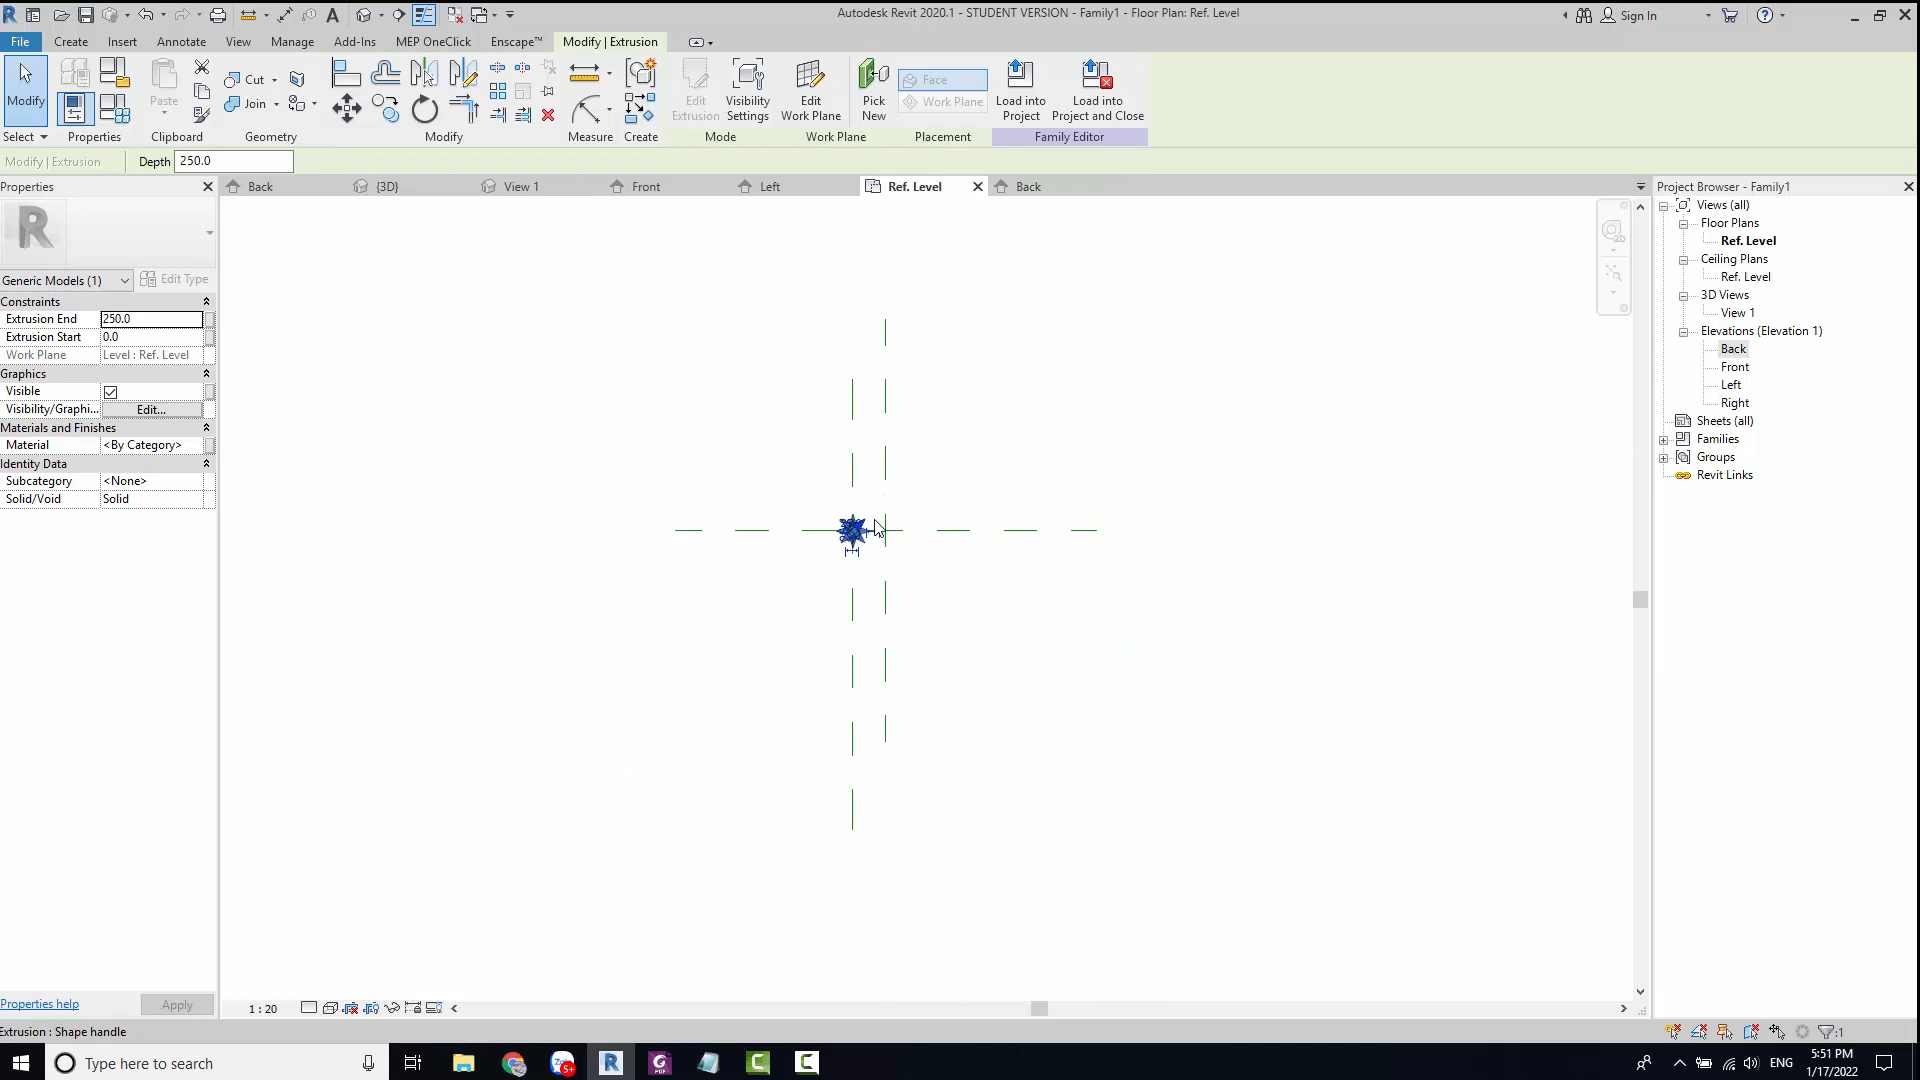 Autodesk Revit 2020.1 - STUDENT VERSION - Family1 - Floor Plan: Ref. Level
Sign In
File Create Insert Annotate View Manage Add-Ins MEP OneClick Enscape™ Modify | Extrusion
Modify
Paste
Cut
Join
Edit
Extrusion
Visibility
Settings
Edit
Work Plane
Pick
New
Face
Work Plane
Load into
Project
Load into
Project and Close
Select Properties Clipboard Geometry Modify Measure Create Mode Work Plane Placement Family Editor
Modify | Extrusion Depth 250.0
Properties
Back {3D} View 1 Front Left Ref. Level Back
Generic Models (1) Edit Type
Constraints
Extrusion End 250.0
Extrusion Start 0.0
Work Plane Level : Ref. Level
Graphics
Visible
Visibility/Graphi... Edit...
Materials and Finishes
Material <By Category>
Identity Data
Subcategory <None>
Solid/Void Solid
Properties help Apply
Project Browser - Family1
Views (all)
Floor Plans
Ref. Level
Ceiling Plans
Ref. Level
3D Views
View 1
Elevations (Elevation 1)
Back
Front
Left
Right
Sheets (all)
Families
Groups
Revit Links
2D
1 : 20
Extrusion : Shape handle
:1
Type here to search
5+
ENG
5:51 PM
1/17/2022